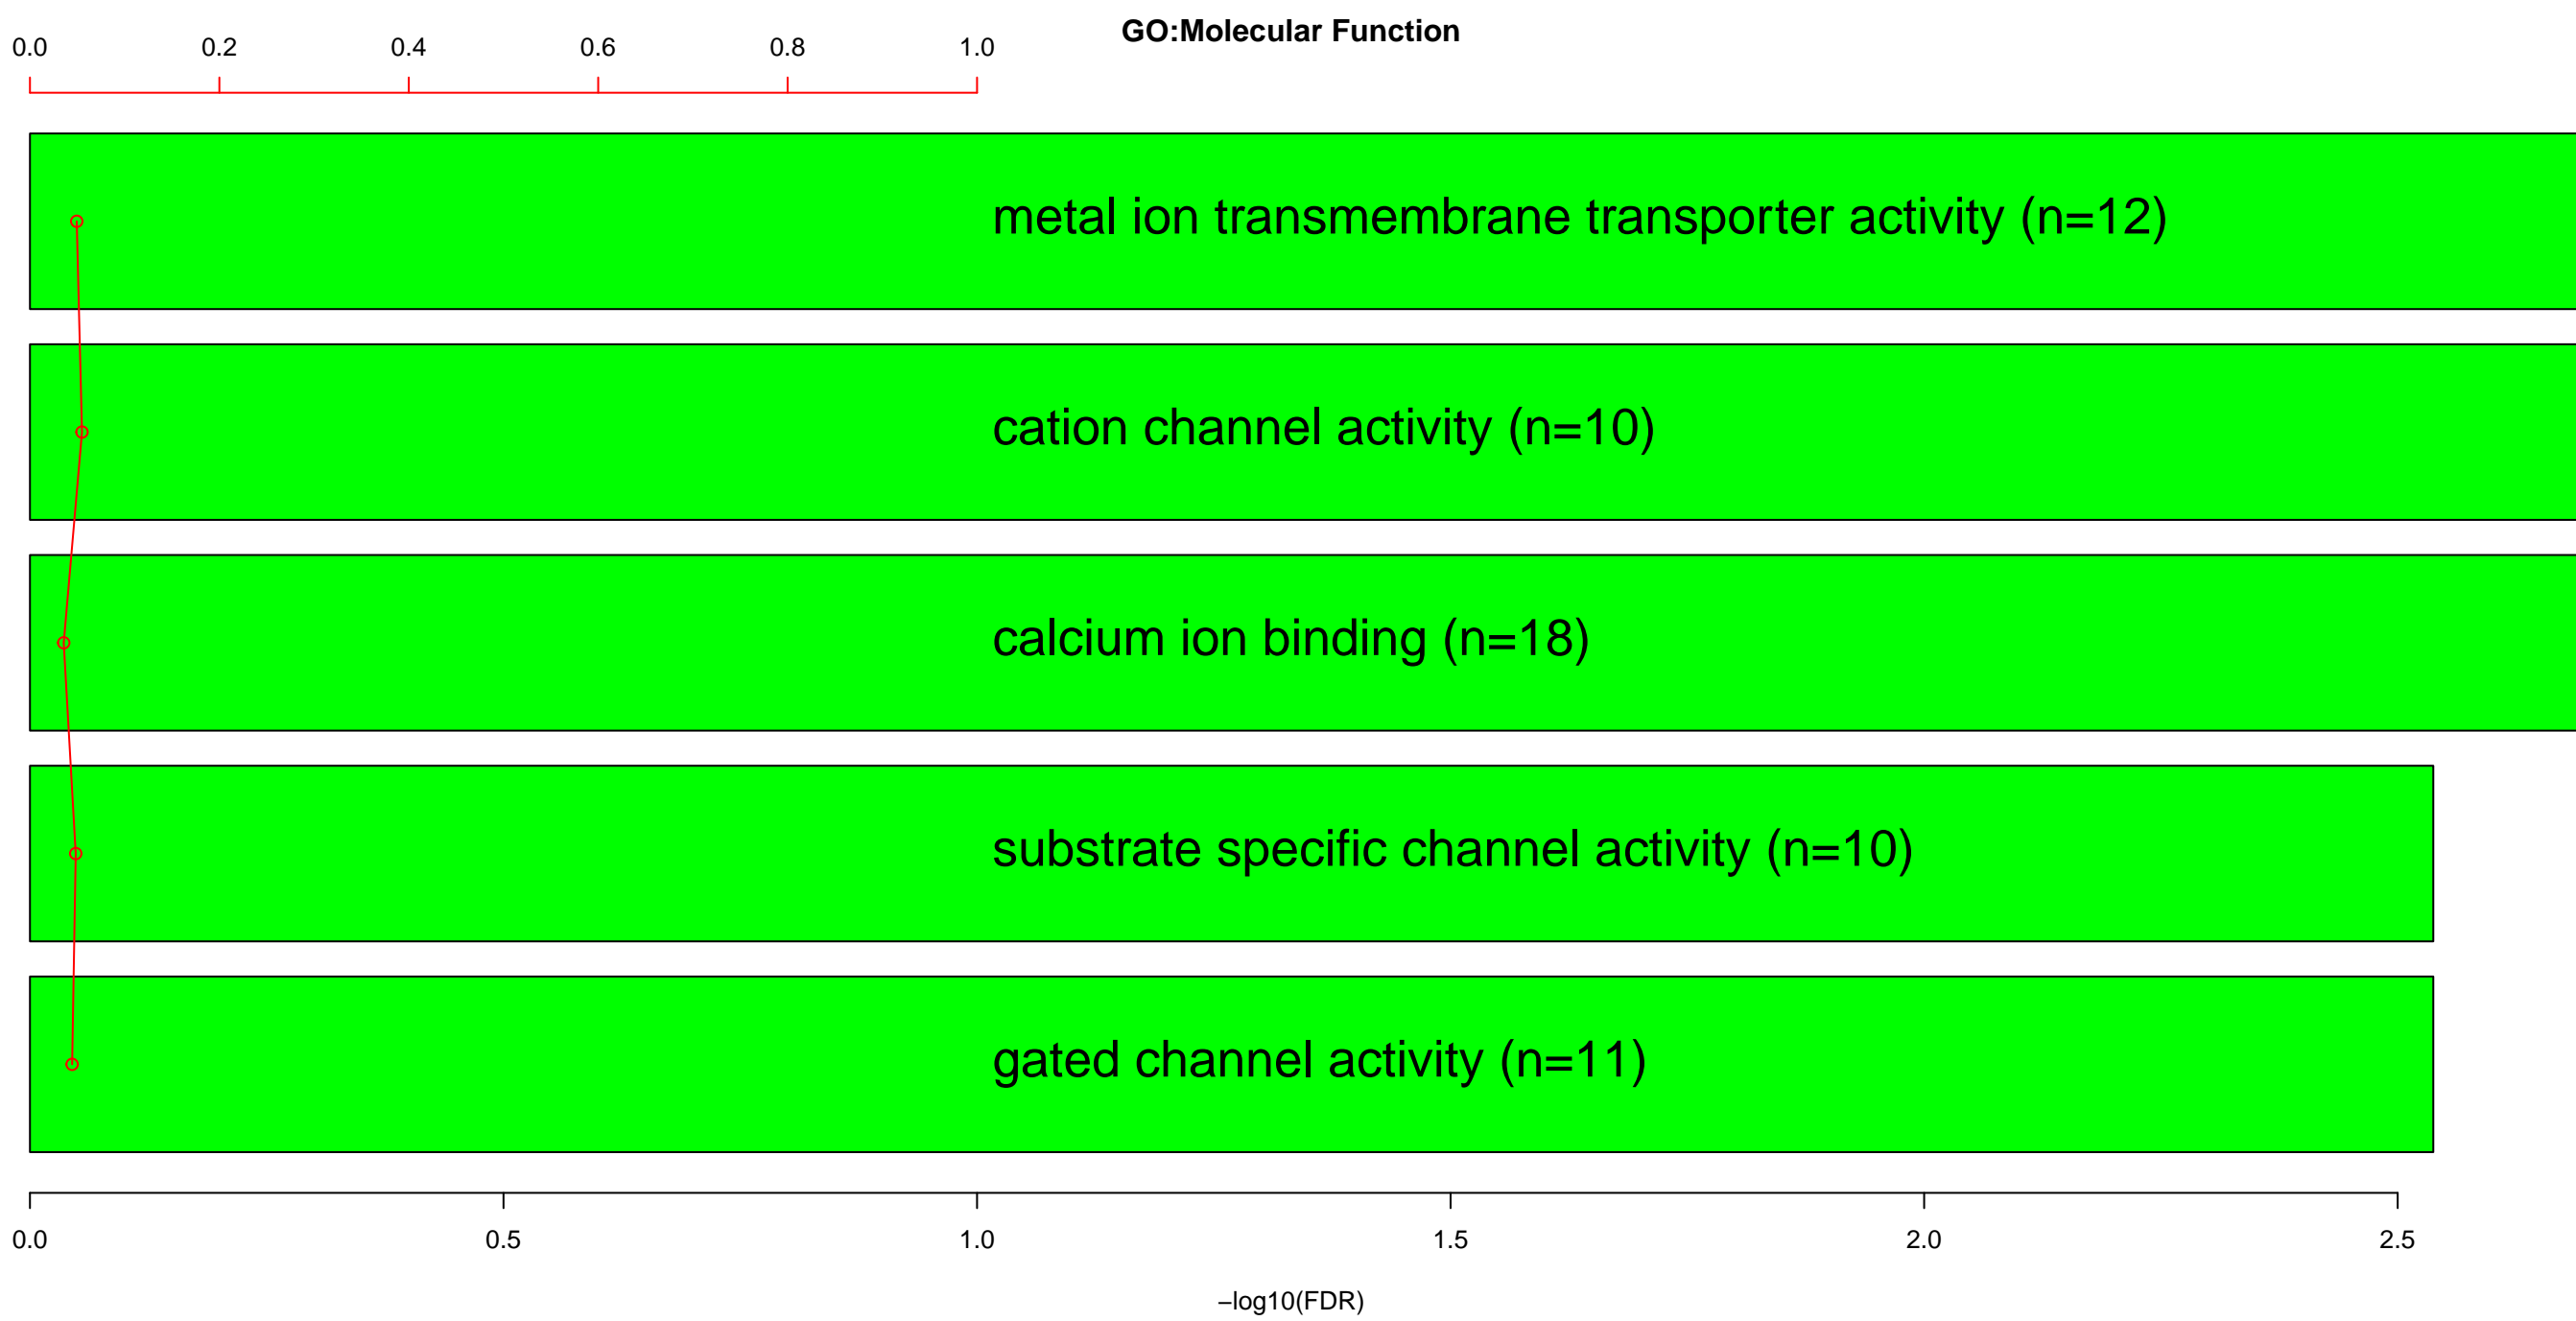 GO:Molecular Function
0.0 0.2 0.4 0.6 0.8 1.0
metal ion transmembrane transporter activity (n=12)
cation channel activity (n=10)
calcium ion binding (n=18)
substrate specific channel activity (n=10)
gated channel activity (n=11)
0.0 0.5 1.0 1.5 2.0 2.5
−log10(FDR)